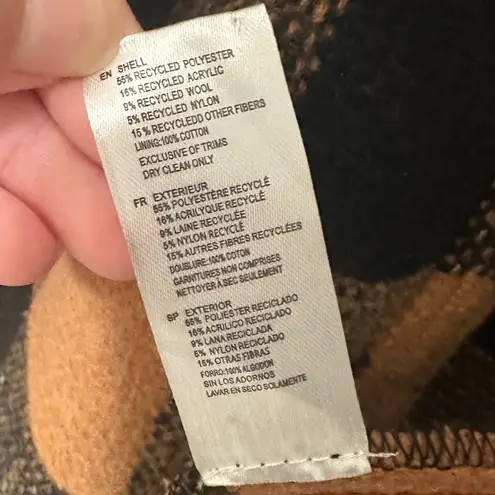 EN SHELL
55% RECYCLED POLYESTER
16% RECYCLED ACRYLIC
9% RECYCLED WOOL
5% RECYCLED NYLON
15 % RECYCLEDD OTHER FIBERS
LINING:100% COTTON
EXCLUSIVE OF TRIMS
DRY CLEAN ONLY
FR EXTERIEUR
55% POLYESTÈRE RECYCLÉ
16% ACRILYQUE RECYCLÉ
9% LAINE RECYCLÉE
5% NYLON RECYCLÉ
15% AUTRES FIBRES RECYCLÉES
DOUBLURE:100% COTON
GARNITURES NON COMPRISES
NETTOYER À SEC SEULEMENT
SP EXTERIOR
55% POLIESTER RECICLADO
16% ACRILICO RECICLADO
9% LANA RECICLADA
5% NYLON RECICLADO
15% OTRAS FIBRAS
FORRO:100% ALGODON
SIN LOS ADORNOS
LAVAR EN SECO SOLAMENTE